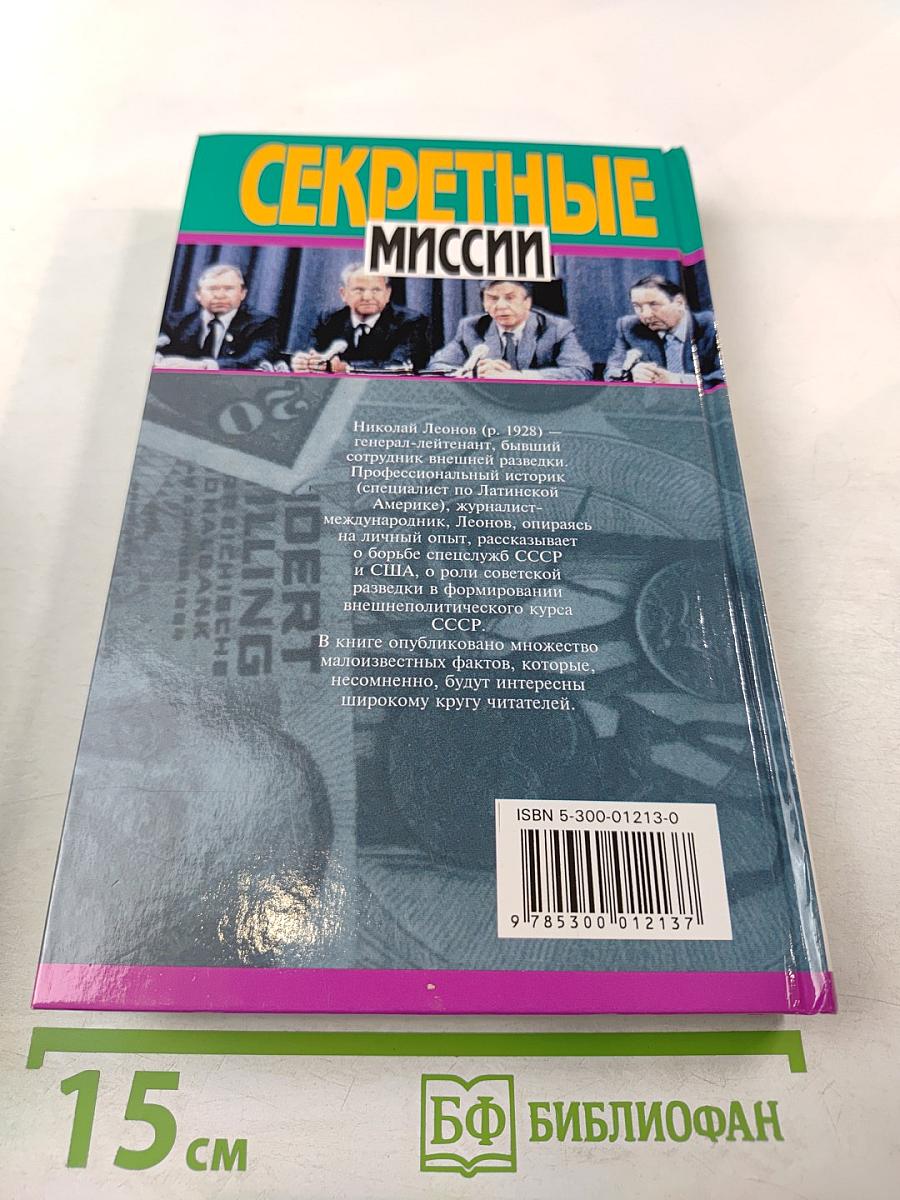 СЕКРЕТНЫЕ
МИССИИ
20
Николай Леонов (р. 1928) —
генерал-лейтенант, бывший
сотрудник внешней разведки.
Профессиональный историк
(специалист по Латинской
Америке), журналист-
международник, Леонов, опираясь
на личный опыт, рассказывает
о борьбе спецслужб СССР
и США, о роли советской
разведки в формировании
внешнеполитического курса
СССР.
В книге опубликовано множество
малоизвестных фактов, которые,
несомненно, будут интересны
широкому кругу читателей.
ISBN 5-300-01213-0
9 785300 012137
15 см
БФ БИБЛИОФАН